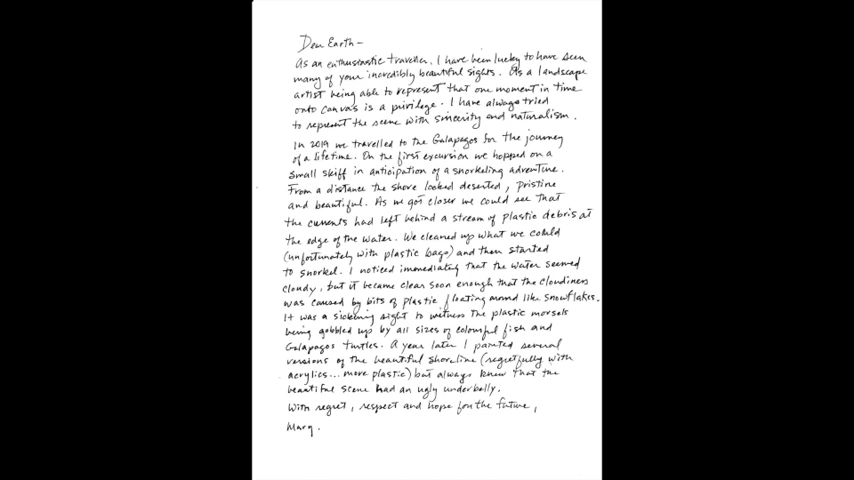 Dear Earth –
As an enthusiastic traveller, I have been lucky to have seen
many of your incredibly beautiful sights. As a landscape
artist being able to represent that one moment in time
onto canvas is a privilege. I have always tried
to represent the scene with sincerity and naturalism.
In 2019 we travelled to the Galapagos for the journey
of a lifetime. On the first excursion we hopped on a
small skiff in anticipation of a snorkeling adventure.
From a distance the shore looked deserted, pristine
and beautiful. As we got closer we could see that
the currents had left behind a stream of plastic debris at
the edge of the water. We cleaned up what we could
(unfortunately with plastic bags) and then started
to snorkel. I noticed immediately that the water seemed
cloudy, but it became clear soon enough that the cloudiness
was caused by bits of plastic floating around like snowflakes.
It was a sickening sight to witness the plastic morsels
being gobbled up by all sizes of colourful fish and
Galapagos turtles. A year later I painted several
versions of the beautiful shoreline (regretfully with
acrylics... more plastic) but always knew that the
beautiful scene had an ugly underbelly.
With regret, respect and hope for the future,
Marg.